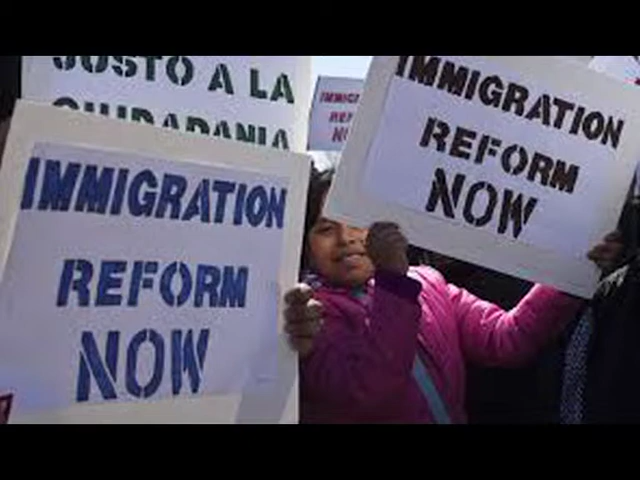 JUSTO A LA
CIUDADANIA
IMMIGRATION
REFORM
NOW
IMMIGRATION
REFORM
NOW